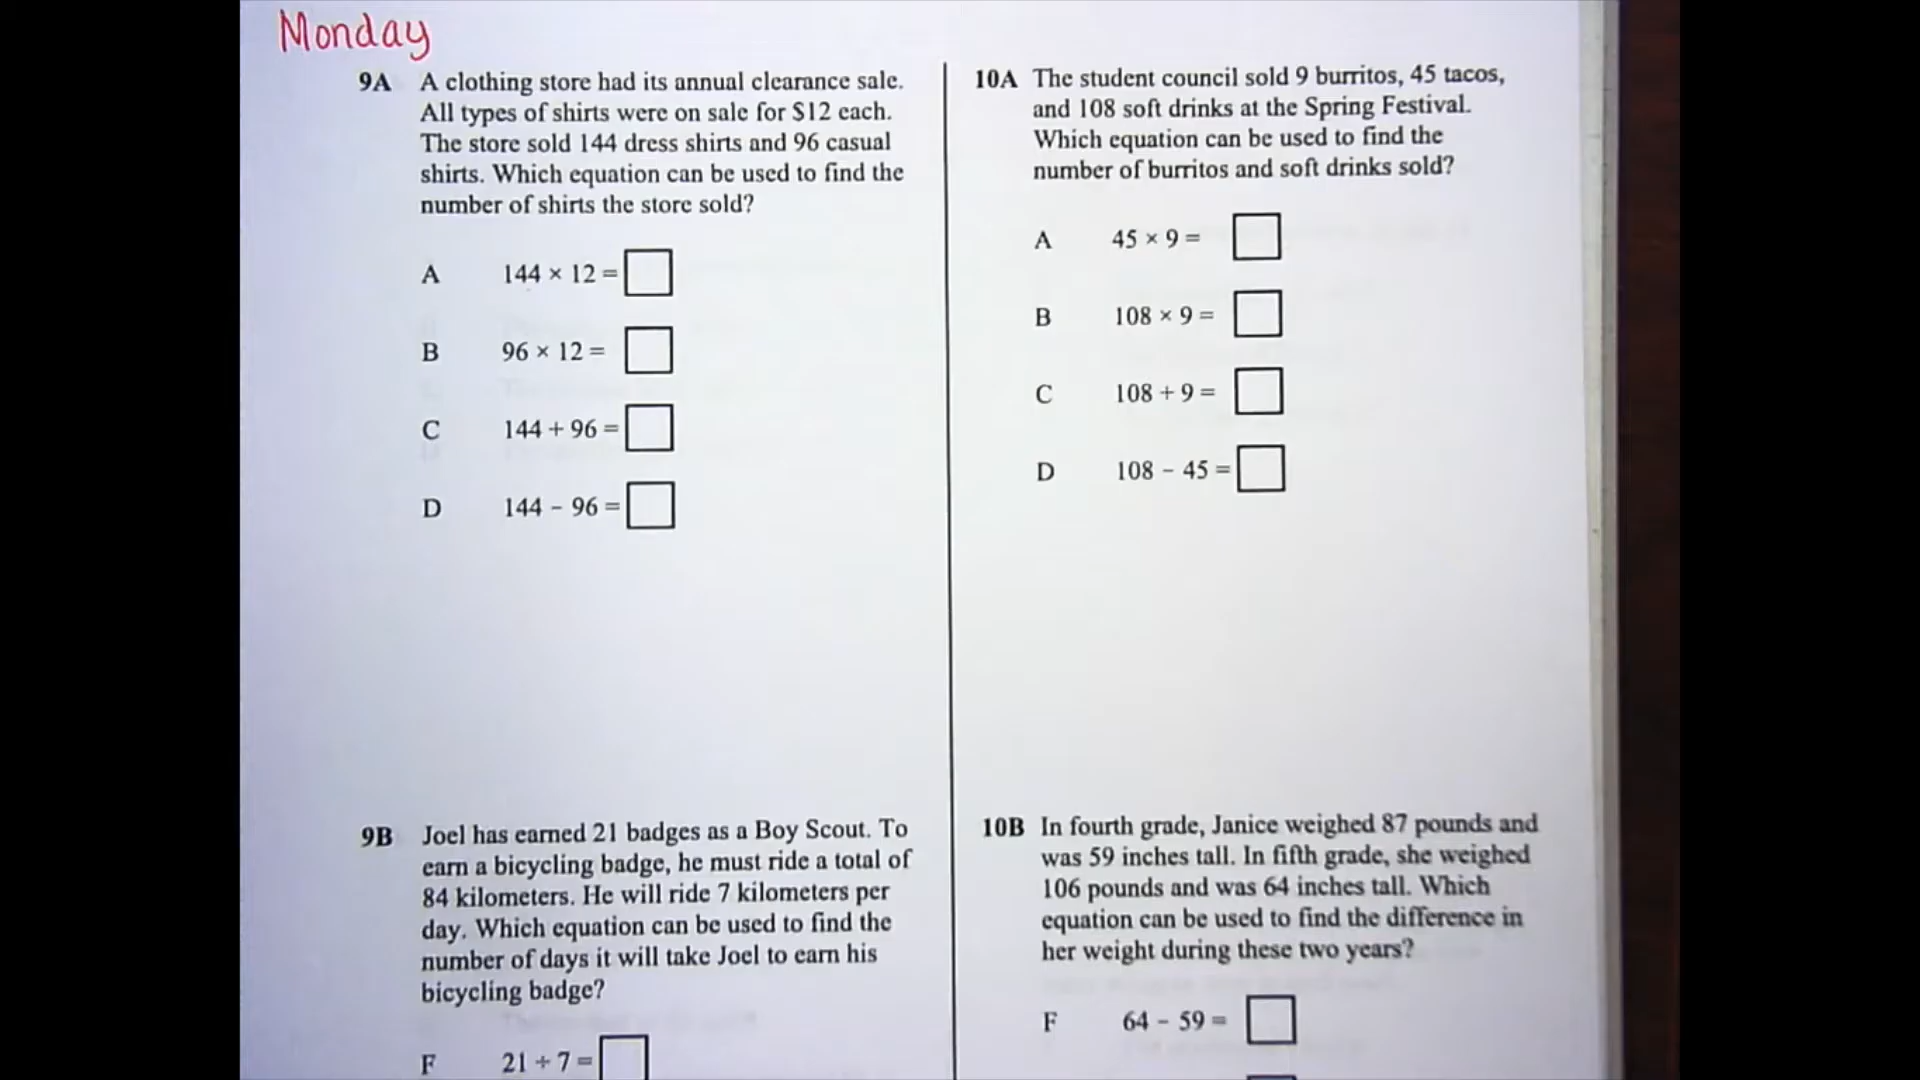 Monday
9A A clothing store had its annual clearance sale.
All types of shirts were on sale for $12 each.
The store sold 144 dress shirts and 96 casual
shirts. Which equation can be used to find the
number of shirts the store sold?
A 144 × 12 =
B 96 × 12 =
C 144 + 96 =
D 144 − 96 =
9B Joel has earned 21 badges as a Boy Scout. To
earn a bicycling badge, he must ride a total of
84 kilometers. He will ride 7 kilometers per
day. Which equation can be used to find the
number of days it will take Joel to earn his
bicycling badge?
F 21 ÷ 7 =
10A The student council sold 9 burritos, 45 tacos,
and 108 soft drinks at the Spring Festival.
Which equation can be used to find the
number of burritos and soft drinks sold?
A 45 × 9 =
B 108 × 9 =
C 108 + 9 =
D 108 − 45 =
10B In fourth grade, Janice weighed 87 pounds and
was 59 inches tall. In fifth grade, she weighed
106 pounds and was 64 inches tall. Which
equation can be used to find the difference in
her weight during these two years?
F 64 − 59 =